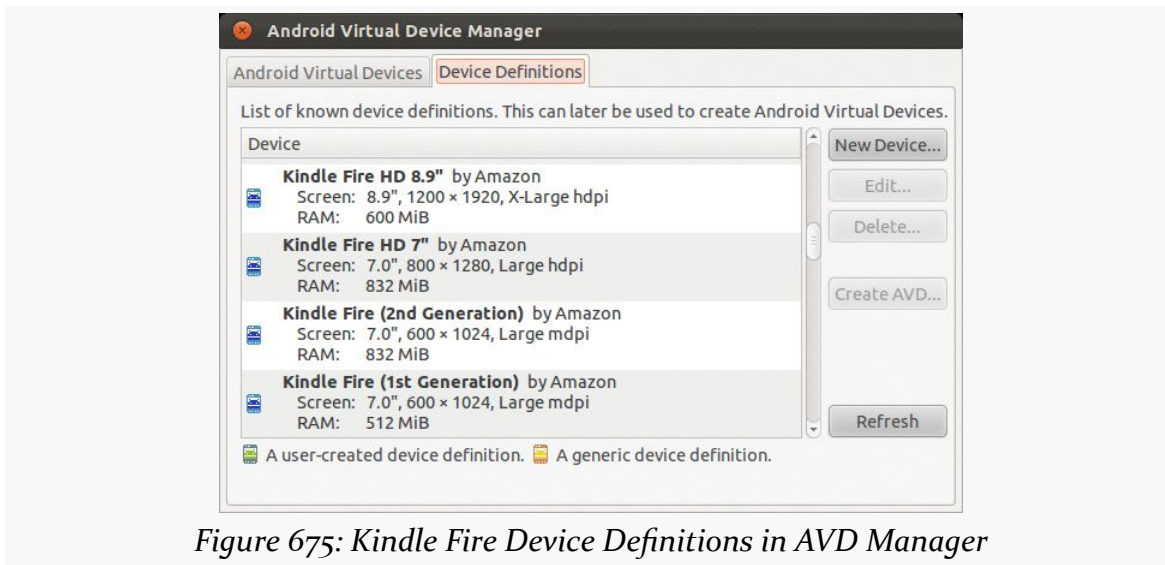 Android Virtual Device Manager
Android Virtual Devices Device Definitions
List of known device definitions. This can later be used to create Android Virtual Devices.
Device
New Device...
Kindle Fire HD 8.9" by Amazon
Screen: 8.9", 1200 × 1920, X-Large hdpi
RAM: 600 MiB
Edit...
Delete...
Kindle Fire HD 7" by Amazon
Screen: 7.0", 800 × 1280, Large hdpi
RAM: 832 MiB
Create AVD...
Kindle Fire (2nd Generation) by Amazon
Screen: 7.0", 600 × 1024, Large mdpi
RAM: 832 MiB
Kindle Fire (1st Generation) by Amazon
Screen: 7.0", 600 × 1024, Large mdpi
RAM: 512 MiB
Refresh
A user-created device definition. A generic device definition.
Figure 675: Kindle Fire Device Definitions in AVD Manager